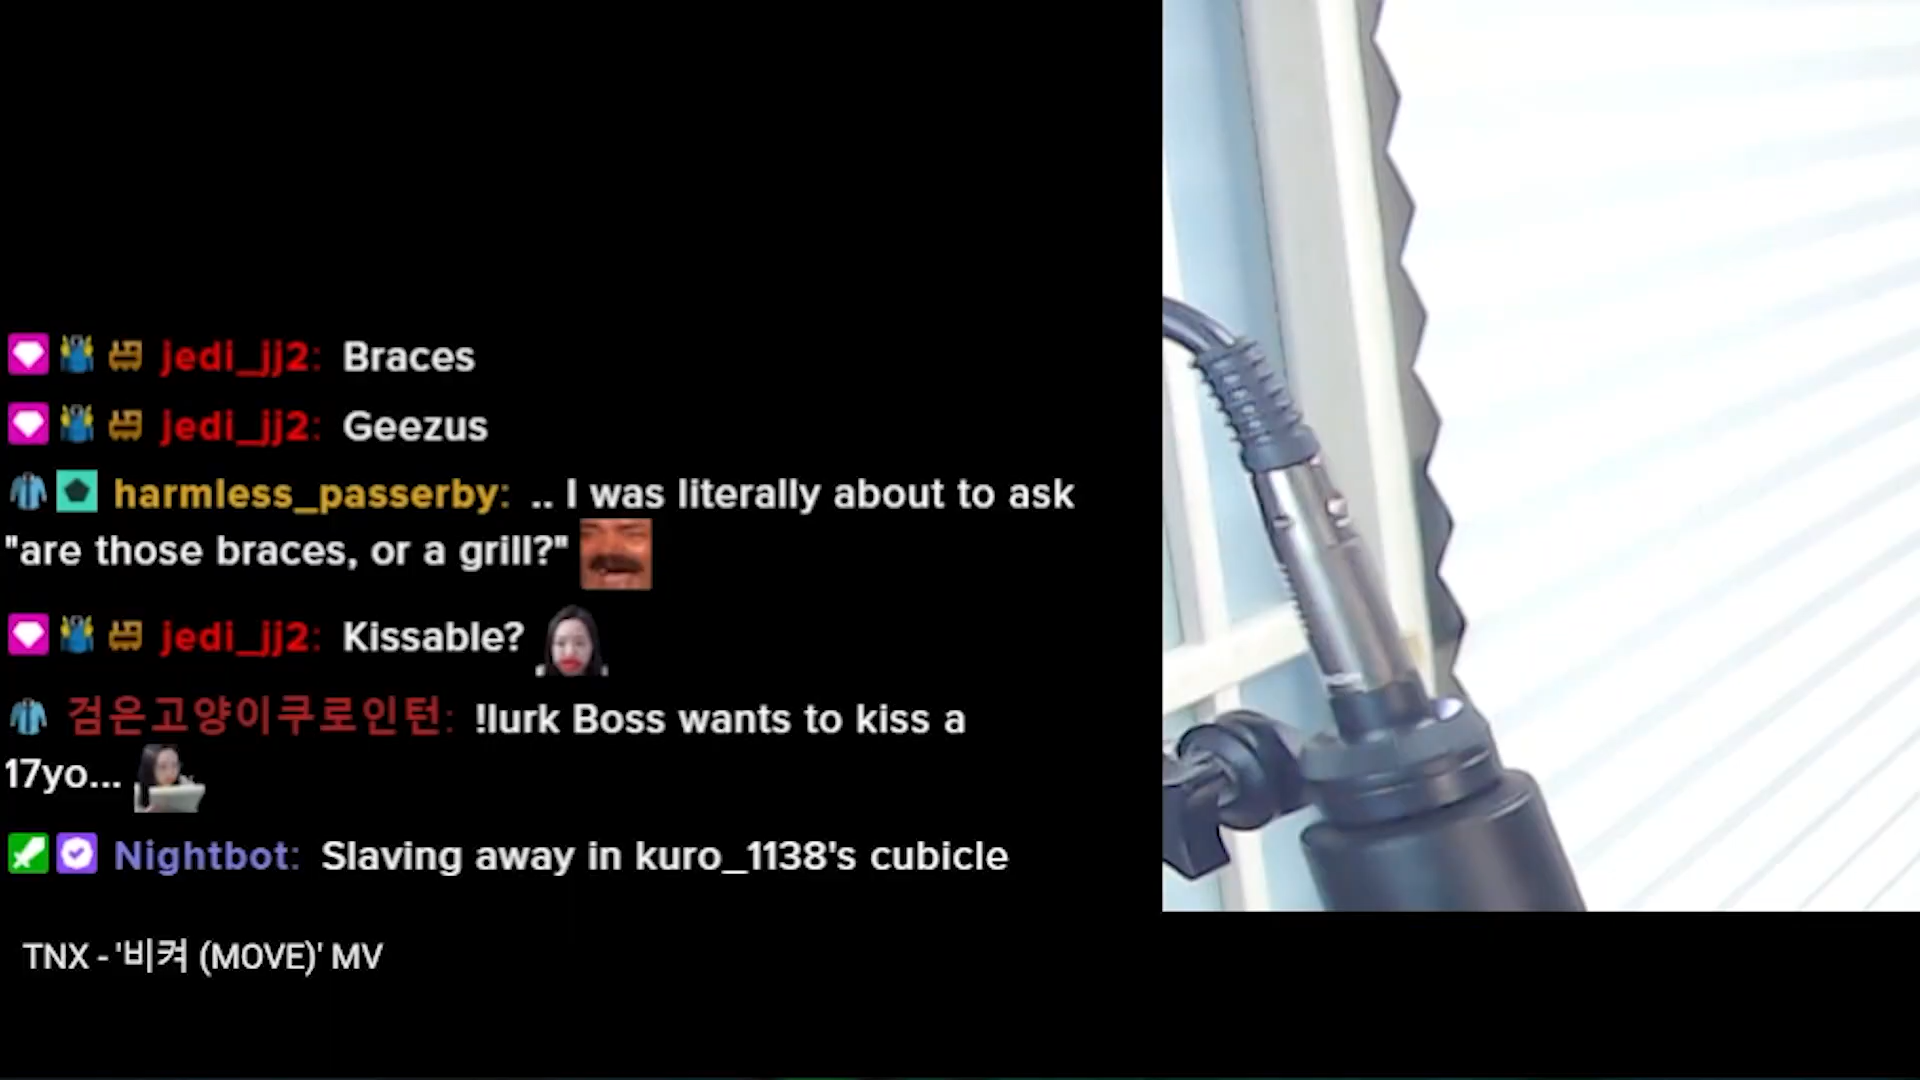 jedi_jj2: Braces
jedi_jj2: Geezus
harmless_passerby: .. I was literally about to ask
"are those braces, or a grill?"
jedi_jj2: Kissable?
검은고양이쿠로인턴: !lurk Boss wants to kiss a
17yo...
Nightbot: Slaving away in kuro_1138's cubicle
TNX - '비켜 (MOVE)' MV